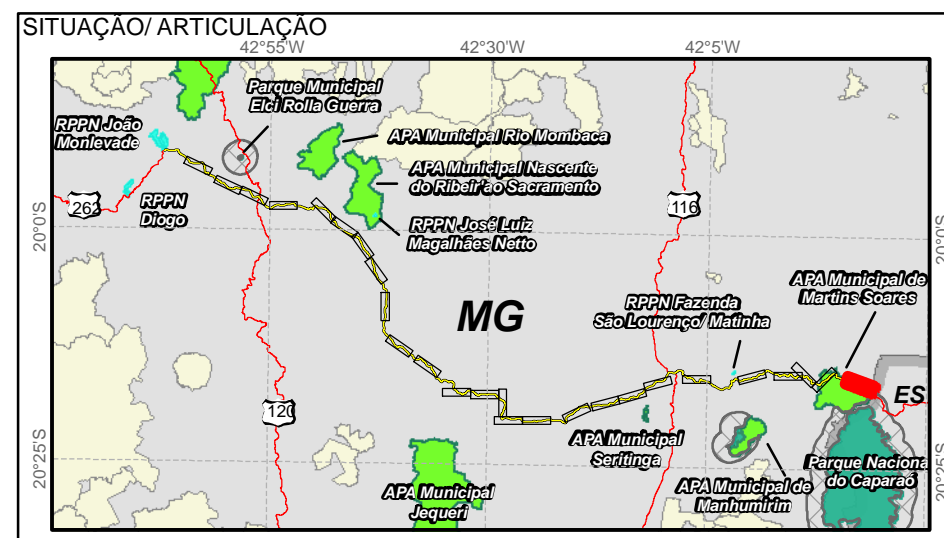 SITUAÇÃO/ ARTICULAÇÃO
42°55'W
42°30'W
42°5'W
Parque Municipal
Elci Rolla Guerra
RPPN João
Monlevade
APA Municipal Rio Mombaca
APA Municipal Nascente
do Ribeir'ao Sacramento
262
RPPN
Diogo
116
20°0'S
20°0'S
RPPN José Luiz
Magalhães Netto
APA Municipal de
Martins Soares
RPPN Fazenda
São Lourenço/ Matinha
MG
ES
120
APA Municipal
Seritinga
20°25'S
20°25'S
Parque Naciona
do Caparaó
APA Municipal
Jequeri
APA Municipal de
Manhumirim